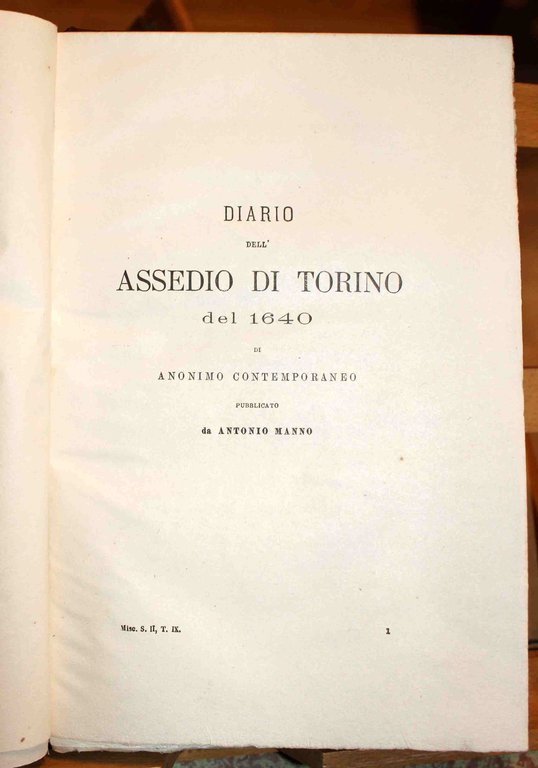 DIARIO
DELL'
ASSEDIO DI TORINO
del 1640
DI
ANONIMO CONTEMPORANEO
PUBBLICATO
da ANTONIO MANNO
Misc. S. II, T. IX. 1